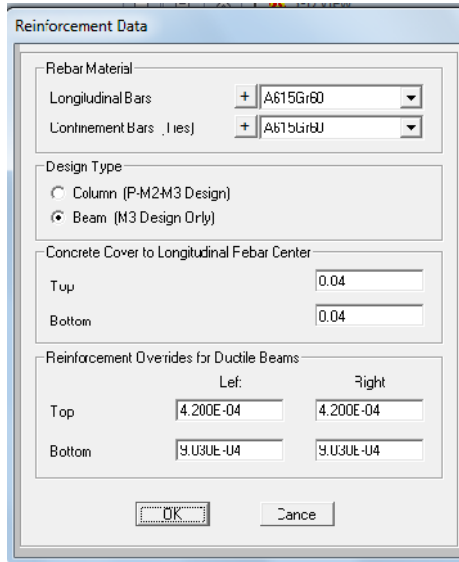 Reinforcement Data
Rebar Material
Longitudinal Bars + A615Gr60
Confinement Bars (Ties) + A615Gr60
Design Type
Column (P-M2-M3 Design)
Beam (M3 Design Only)
Concrete Cover to Longitudinal Rebar Center
Top 0.04
Bottom 0.04
Reinforcement Overrides for Ductile Beams
Left Right
Top 4.200E-04 4.200E-04
Bottom 9.030E-04 9.030E-04
OK Cancel